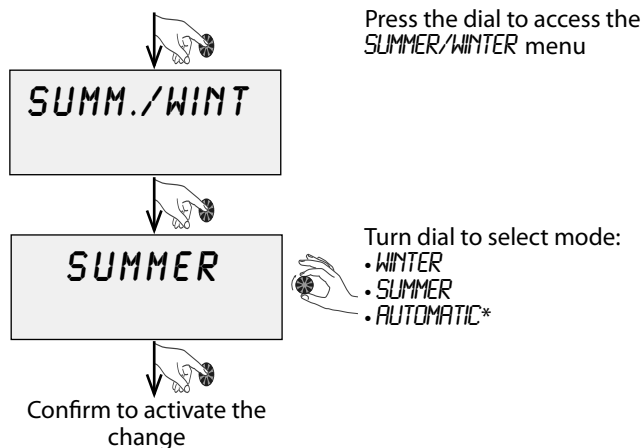 Press the dial to access the
SUMMER/WINTER menu
SUMM./WINT
SUMMER
Turn dial to select mode:
• WINTER
• SUMMER
• AUTOMATIC*
Confirm to activate the
change